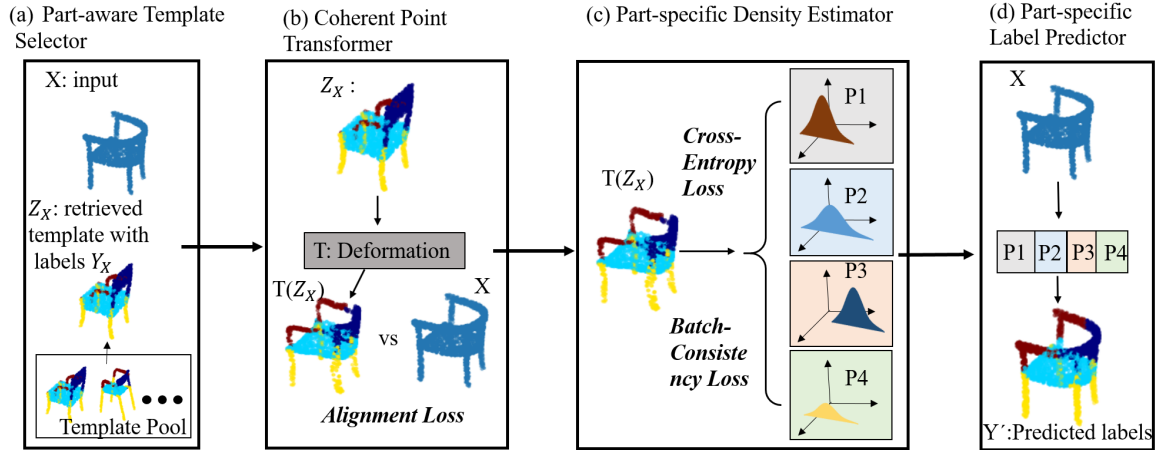 (a) Part-aware Template
Selector
X: input
Z_X: retrieved
template with
labels Y_X
Template Pool
(b) Coherent Point
Transformer
Z_X :
T: Deformation
T(Z_X)
X
vs
Alignment Loss
(c) Part-specific Density Estimator
T(Z_X)
Cross-
Entropy
Loss
Batch-
Consiste
ncy Loss
P1
P2
P3
P4
(d) Part-specific
Label Predictor
X
P1 P2 P3 P4
Y´:Predicted labels